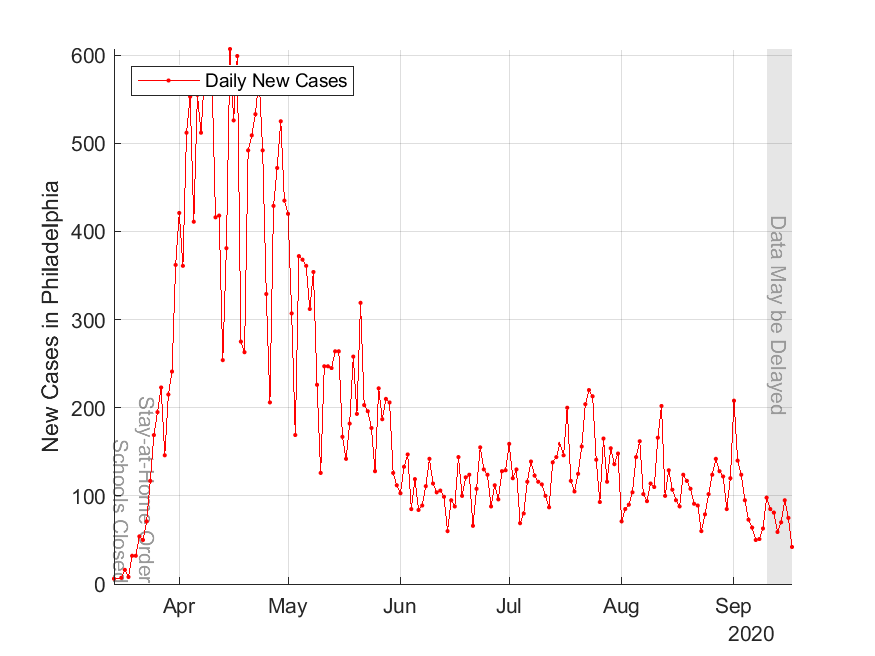 Daily New Cases
600
500
400
300
200
100
0
New Cases in Philadelphia
Schools Closed
Stay-at-Home Order
Data May be Delayed
Apr May Jun Jul Aug Sep
2020